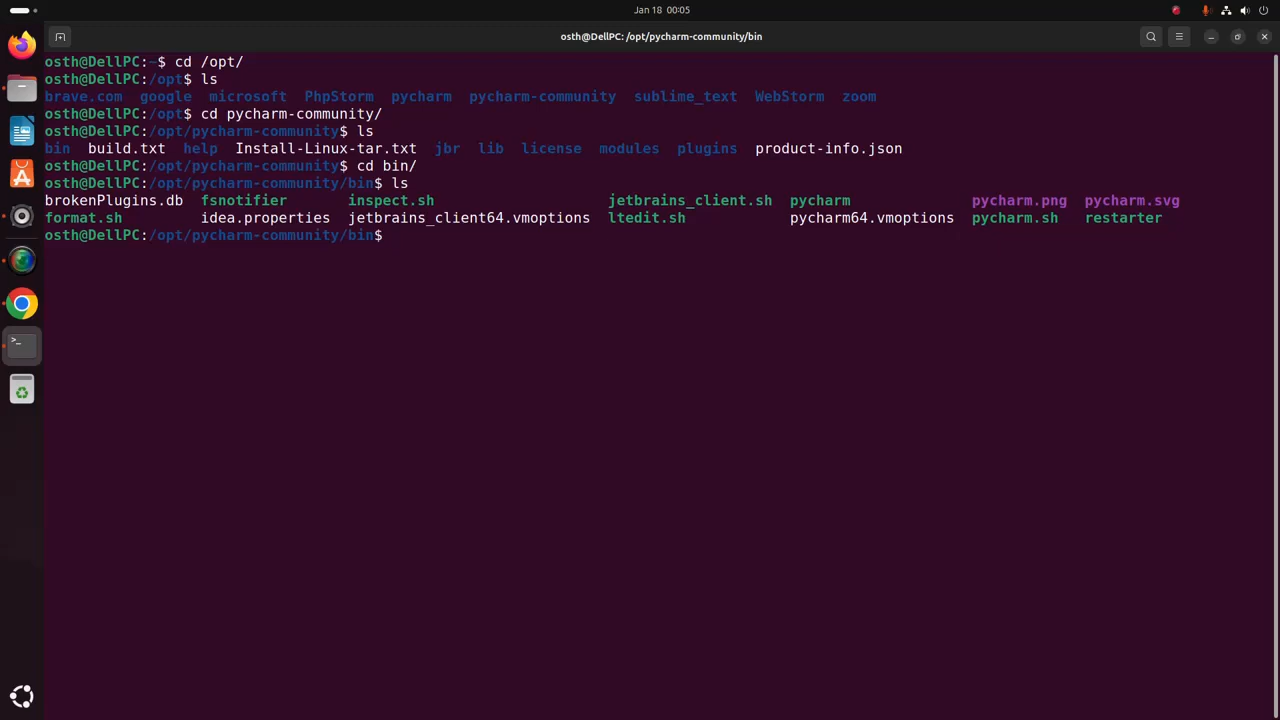 Jan 18 00:05
osth@DellPC: /opt/pycharm-community/bin
osth@DellPC:~$ cd /opt/
osth@DellPC:/opt$ ls
brave.com google microsoft PhpStorm pycharm pycharm-community sublime_text WebStorm zoom
osth@DellPC:/opt$ cd pycharm-community/
osth@DellPC:/opt/pycharm-community$ ls
bin build.txt help Install-Linux-tar.txt jbr lib license modules plugins product-info.json
osth@DellPC:/opt/pycharm-community$ cd bin/
osth@DellPC:/opt/pycharm-community/bin$ ls
brokenPlugins.db fsnotifier inspect.sh jetbrains_client.sh pycharm pycharm.png pycharm.svg
format.sh idea.properties jetbrains_client64.vmoptions ltedit.sh pycharm64.vmoptions pycharm.sh restarter
osth@DellPC:/opt/pycharm-community/bin$